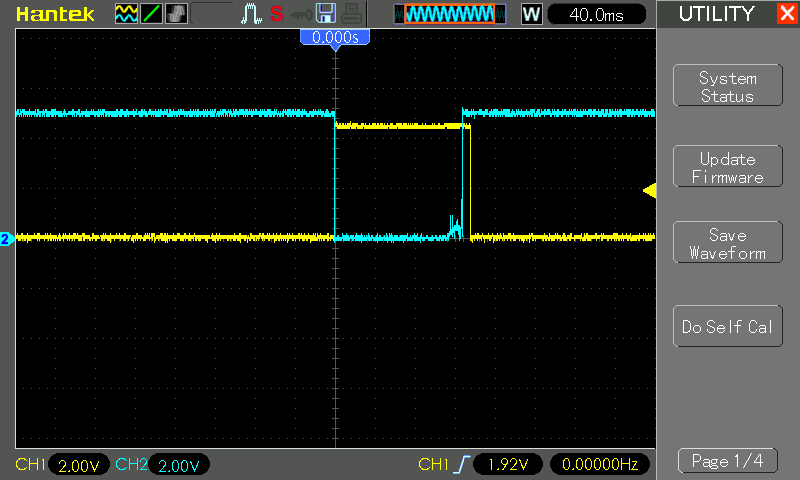 Hantek S W 40.0ms UTILITY X
0.000s
System
Status
Update
Firmware
2
Save
Waveform
Do Self Cal
CH1 2.00V CH2 2.00V CH1 1.92V 0.00000Hz Page 1/4